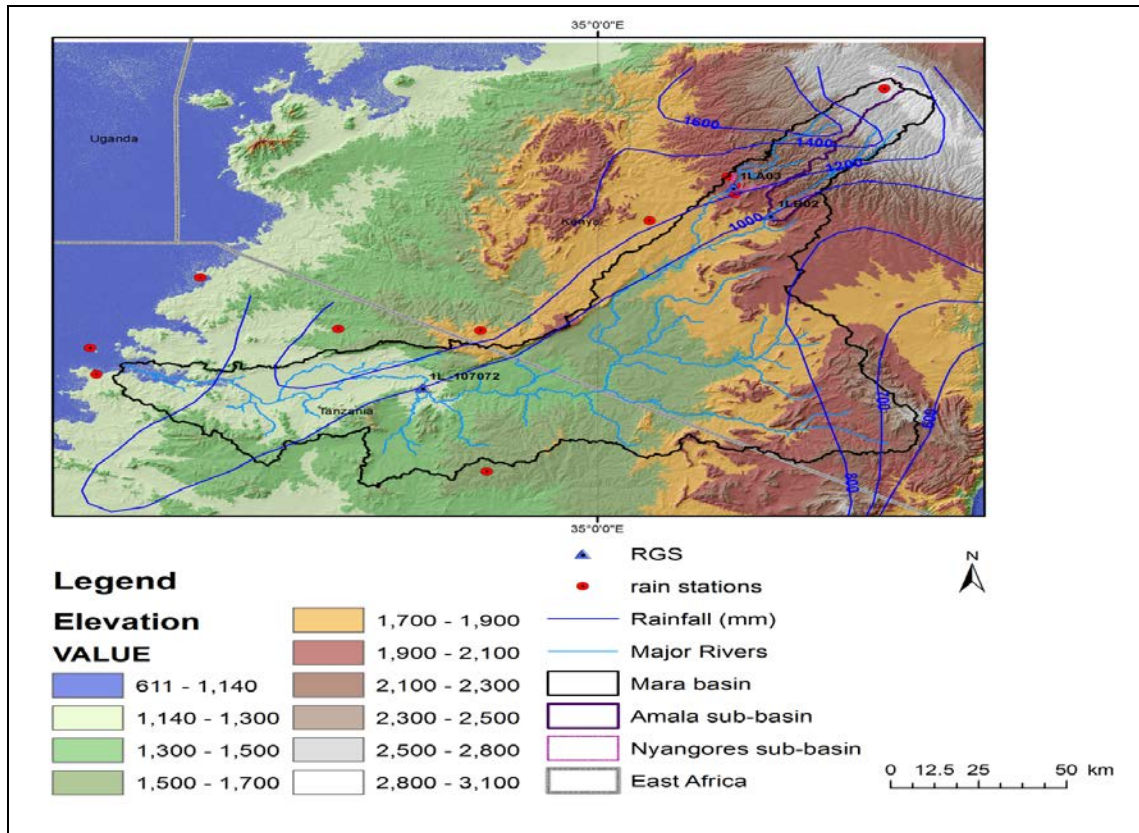 35°0'0"E
Uganda
1600
1400
1200
1LA03
1LB02
Kenya
1000
1L_107072
Tanzania
700
600
800
35°0'0"E
Legend
Elevation
VALUE
611 - 1,140
1,140 - 1,300
1,300 - 1,500
1,500 - 1,700
1,700 - 1,900
1,900 - 2,100
2,100 - 2,300
2,300 - 2,500
2,500 - 2,800
2,800 - 3,100
RGS
rain stations
Rainfall (mm)
Major Rivers
Mara basin
Amala sub-basin
Nyangores sub-basin
East Africa
N
0 12.5 25 50 km